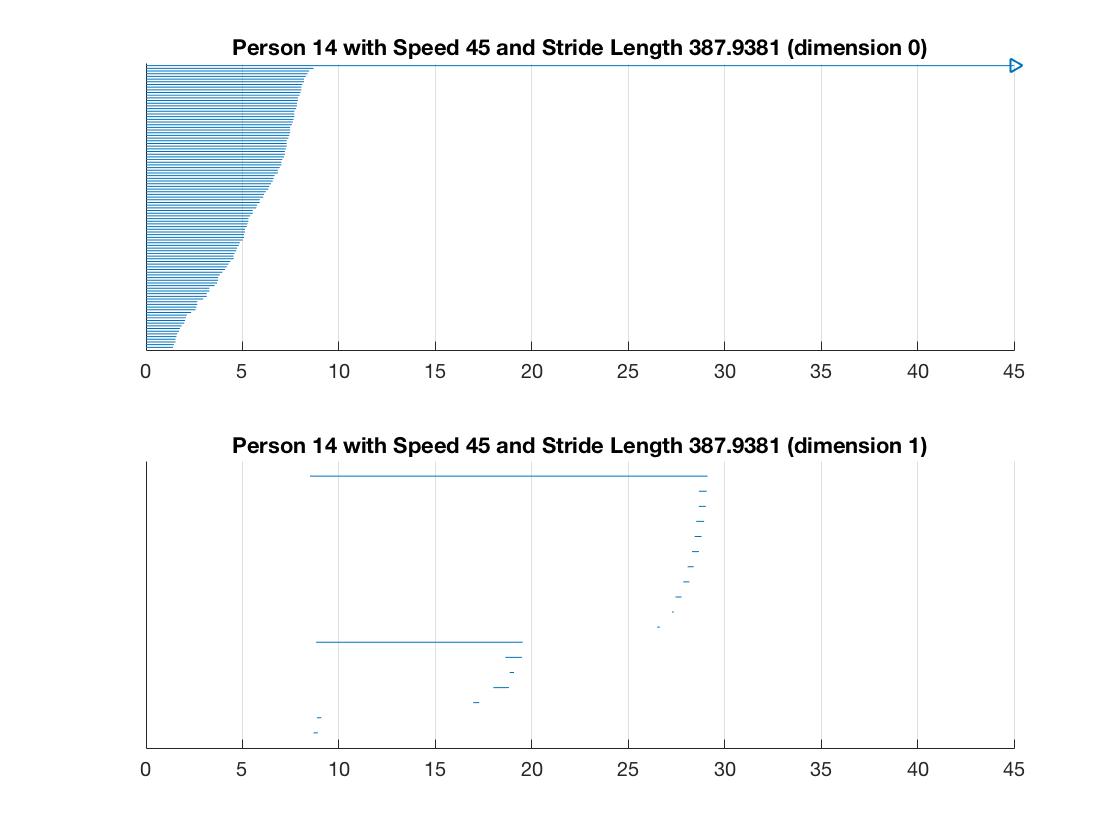 Person 14 with Speed 45 and Stride Length 387.9381 (dimension 0)
0 5 10 15 20 25 30 35 40 45
Person 14 with Speed 45 and Stride Length 387.9381 (dimension 1)
0 5 10 15 20 25 30 35 40 45